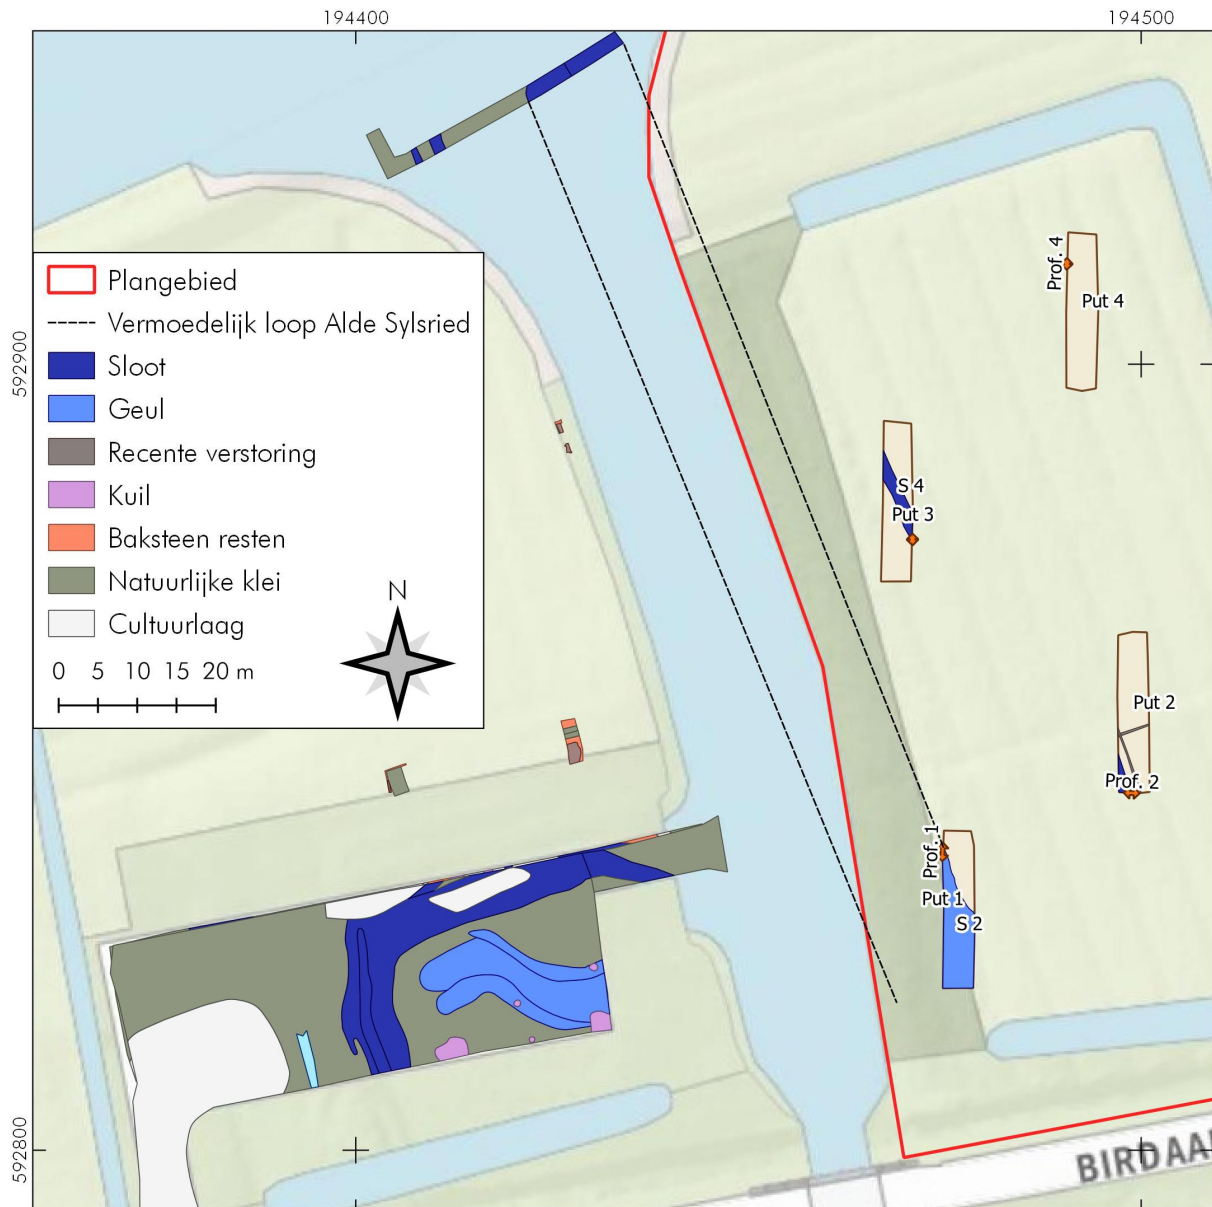 194400
194500
592900
592800
Plangebied
Vermoedelijk loop Alde Sylsried
Sloot
Geul
Recente verstoring
Kuil
Baksteen resten
Natuurlijke klei
Cultuurlaag
N
0 5 10 15 20 m
Prof. 4
Put 4
S 4
Put 3
Put 2
Prof. 2
Prof. 1
Put 1
S 2